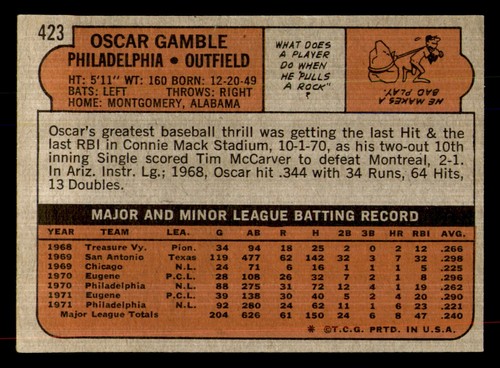 423
OSCAR GAMBLE
PHILADELPHIA • OUTFIELD
HT: 5'11" WT: 160 BORN: 12-20-49
BATS: LEFT THROWS: RIGHT
HOME: MONTGOMERY, ALABAMA
WHAT DOES
A PLAYER
DO WHEN
HE "PULLS
A ROCK"
?
HE MAKES A
BAD PLAY.
Oscar's greatest baseball thrill was getting the last Hit & the
last RBI in Connie Mack Stadium, 10-1-70, as his two-out 10th
inning Single scored Tim McCarver to defeat Montreal, 2-1.
In Ariz. Instr. Lg.; 1968, Oscar hit .344 with 34 Runs, 64 Hits,
13 Doubles.
MAJOR AND MINOR LEAGUE BATTING RECORD
YEAR TEAM LEA. G AB R H 2B 3B HR RBI AVG.
1968 Treasure Vy. Pion. 34 94 18 25 2 0 2 12 .266
1969 San Antonio Texas 119 477 62 142 32 3 7 32 .298
1969 Chicago N.L. 24 71 6 16 1 1 1 5 .225
1970 Eugene P.C.L. 28 108 26 32 7 1 8 .296
1970 Philadelphia N.L. 88 275 31 72 12 4 1 19 .262
1971 Eugene P.C.L. 39 138 30 40 5 2 6 20 .290
1971 Philadelphia N.L. 92 280 24 62 11 1 6 23 .221
Major League Totals 204 626 61 150 24 6 8 47 .240
* ©T.C.G. PRTD. IN U.S.A.